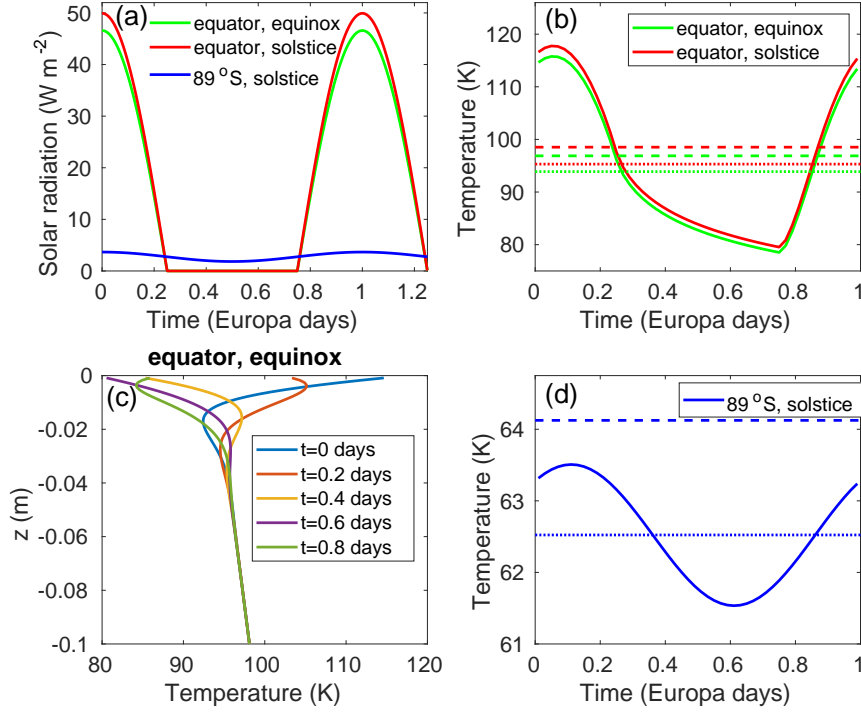 (a)
equator, equinox
equator, solstice
89 °S, solstice
Solar radiation (W m-2)
50
40
30
20
10
0
0 0.2 0.4 0.6 0.8 1 1.2
Time (Europa days)
(b)
equator, equinox
equator, solstice
Temperature (K)
110
100
90
80
0 0.2 0.4 0.6 0.8 1
Time (Europa days)
equator, equinox
(c)
t=0 days
t=0.2 days
t=0.4 days
t=0.6 days
t=0.8 days
z (m)
0
-0.02
-0.04
-0.06
-0.08
-0.1
80 90 100 110 120
Temperature (K)
(d)
89 °S, solstice
Temperature (K)
64
63
62
61
0 0.2 0.4 0.6 0.8 1
Time (Europa days)